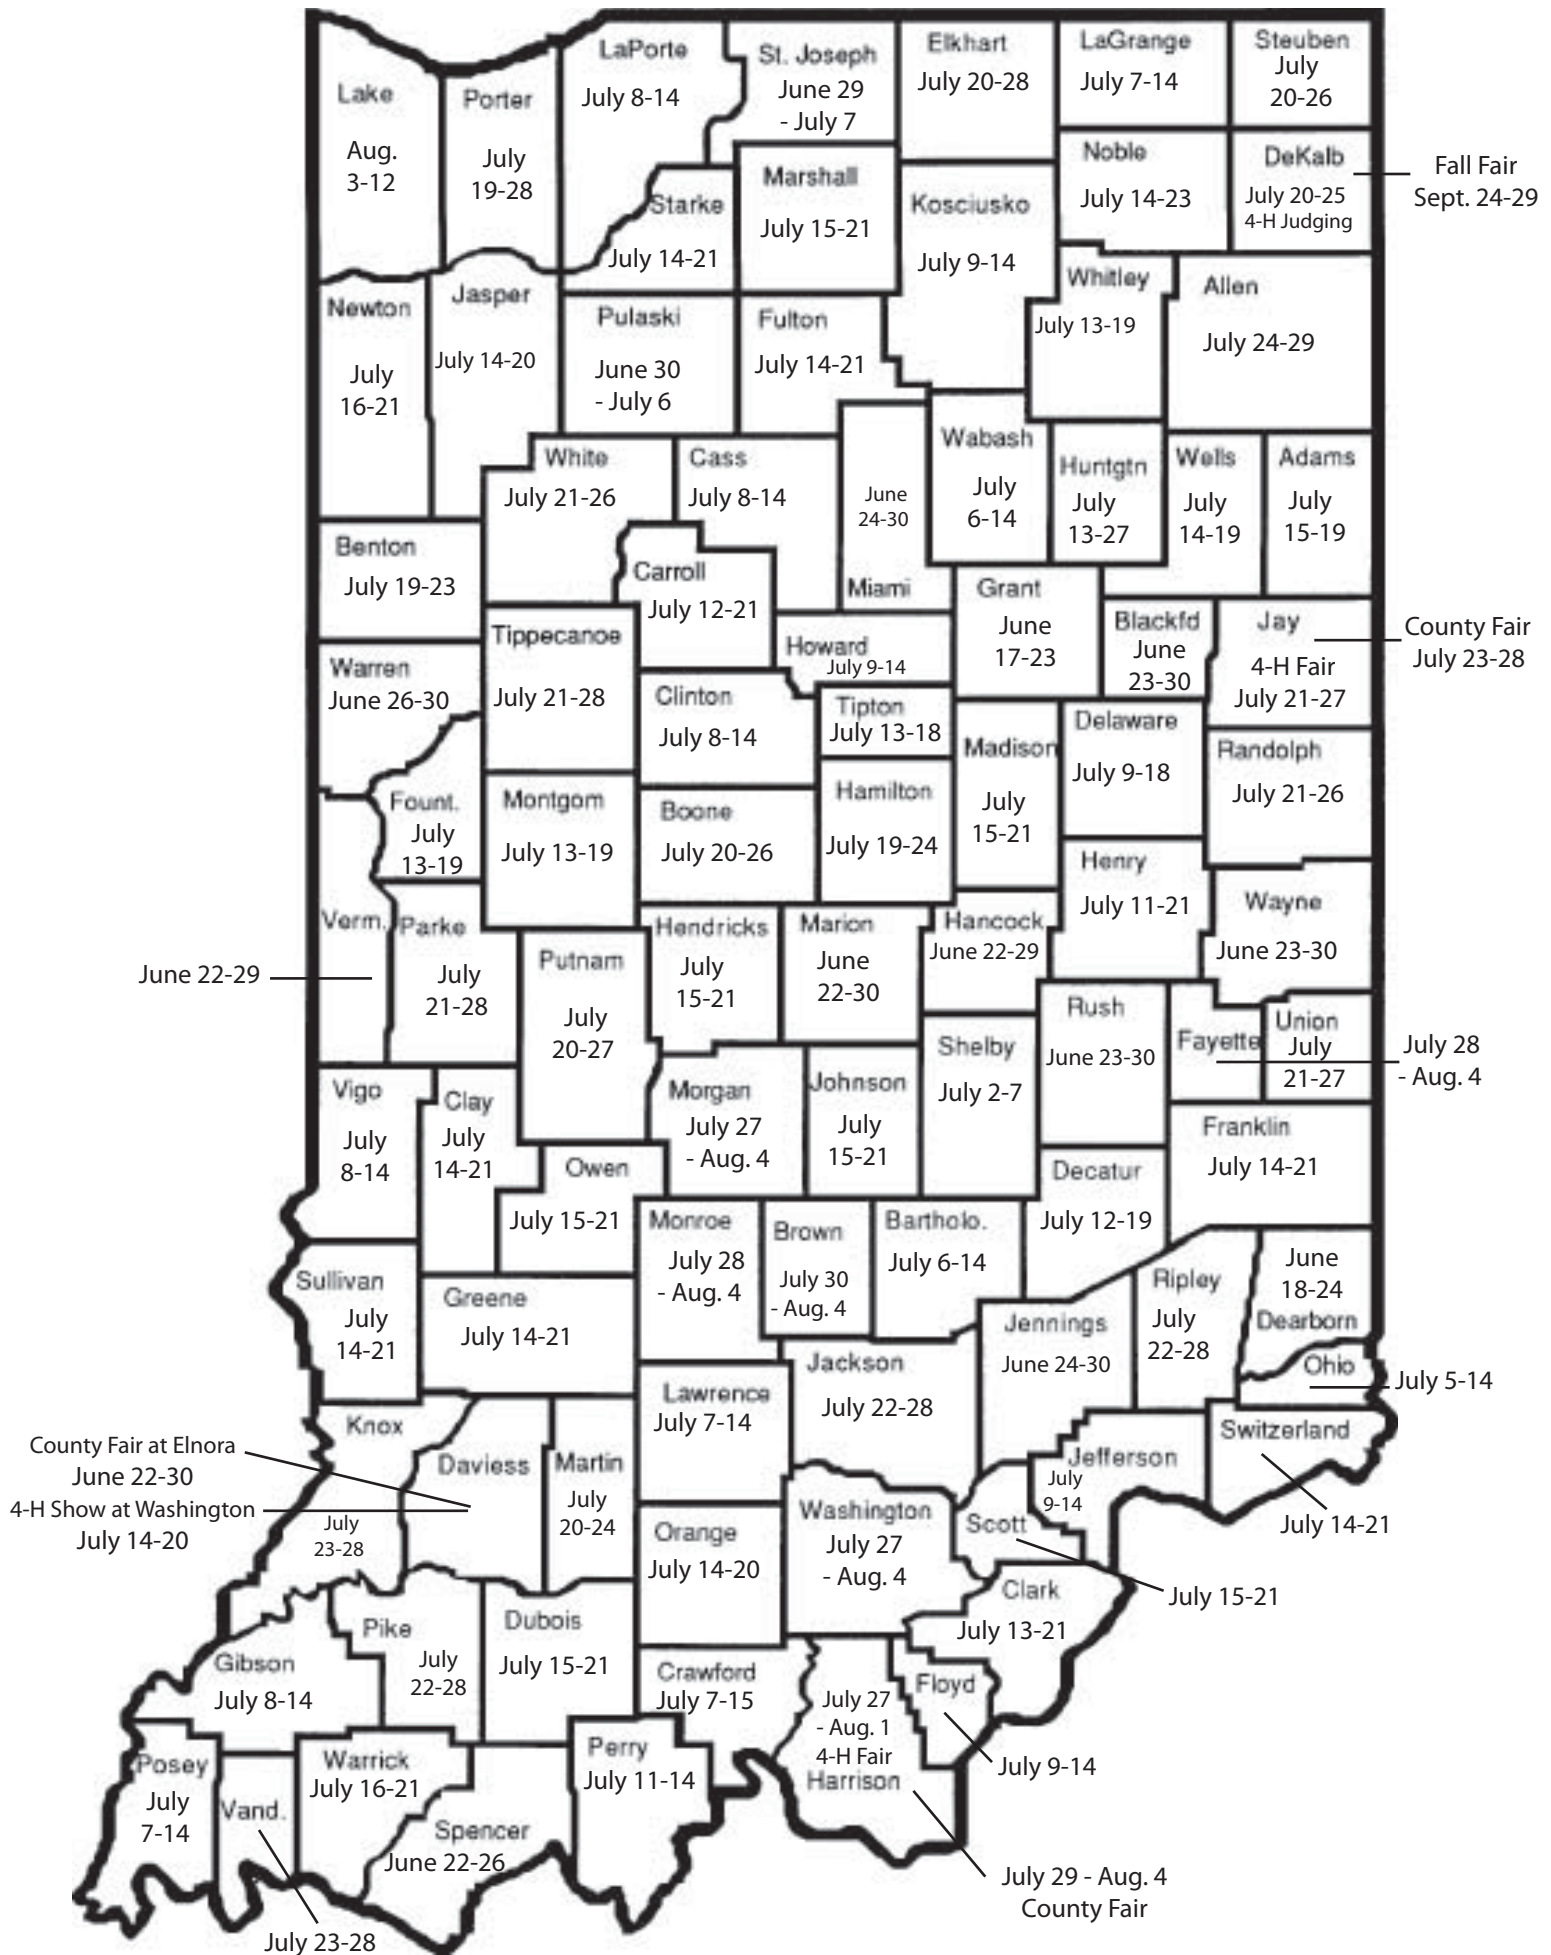 Lake
Aug.
3-12
Porter
July
19-28
LaPorte
July 8-14
St. Joseph
June 29
- July 7
Elkhart
July 20-28
LaGrange
July 7-14
Steuben
July
20-26
Starke
July 14-21
Marshall
July 15-21
Kosciusko
July 9-14
Noble
July 14-23
DeKalb
July 20-25
4-H Judging
Fall Fair
Sept. 24-29
Newton
July
16-21
Jasper
July 14-20
Pulaski
June 30
- July 6
Fulton
July 14-21
Whitley
July 13-19
Allen
July 24-29
White
July 21-26
Cass
July 8-14
June
24-30
Miami
Wabash
July
6-14
Huntgtn
July
13-27
Wells
July
14-19
Adams
July
15-19
Benton
July 19-23
Carroll
July 12-21
Grant
June
17-23
Blackfd
June
23-30
Jay
4-H Fair
July 21-27
County Fair
July 23-28
Warren
June 26-30
Tippecanoe
July 21-28
Howard
July 9-14
Clinton
July 8-14
Tipton
July 13-18
Madison
July
15-21
Delaware
July 9-18
Randolph
July 21-26
Fount.
July
13-19
Montgom
July 13-19
Boone
July 20-26
Hamilton
July 19-24
Henry
July 11-21
Wayne
June 23-30
Verm.
June 22-29
Parke
July
21-28
Putnam
July
20-27
Hendricks
July
15-21
Marion
June
22-30
Hancock
June 22-29
Rush
June 23-30
Fayette
July 28
- Aug. 4
Union
July
21-27
Shelby
July 2-7
Vigo
July
8-14
Clay
July
14-21
Morgan
July 27
- Aug. 4
Johnson
July
15-21
Franklin
July 14-21
Owen
July 15-21
Decatur
July 12-19
Monroe
July 28
- Aug. 4
Brown
July 30
- Aug. 4
Bartholo.
July 6-14
Sullivan
July
14-21
Greene
July 14-21
Ripley
July
22-28
June
18-24
Dearborn
Jennings
June 24-30
Jackson
July 22-28
Ohio
July 5-14
Lawrence
July 7-14
Knox
July
23-28
Daviess
County Fair at Elnora
June 22-30
4-H Show at Washington
July 14-20
Martin
July
20-24
Switzerland
July 14-21
Jefferson
July
9-14
Washington
July 27
- Aug. 4
Scott
July 15-21
Orange
July 14-20
Clark
July 13-21
Pike
July
22-28
Dubois
July 15-21
Gibson
July 8-14
Crawford
July 7-15
Floyd
July 9-14
July 27
- Aug. 1
4-H Fair
Harrison
July 29 - Aug. 4
County Fair
Posey
July
7-14
Vand.
July 23-28
Warrick
July 16-21
Perry
July 11-14
Spencer
June 22-26